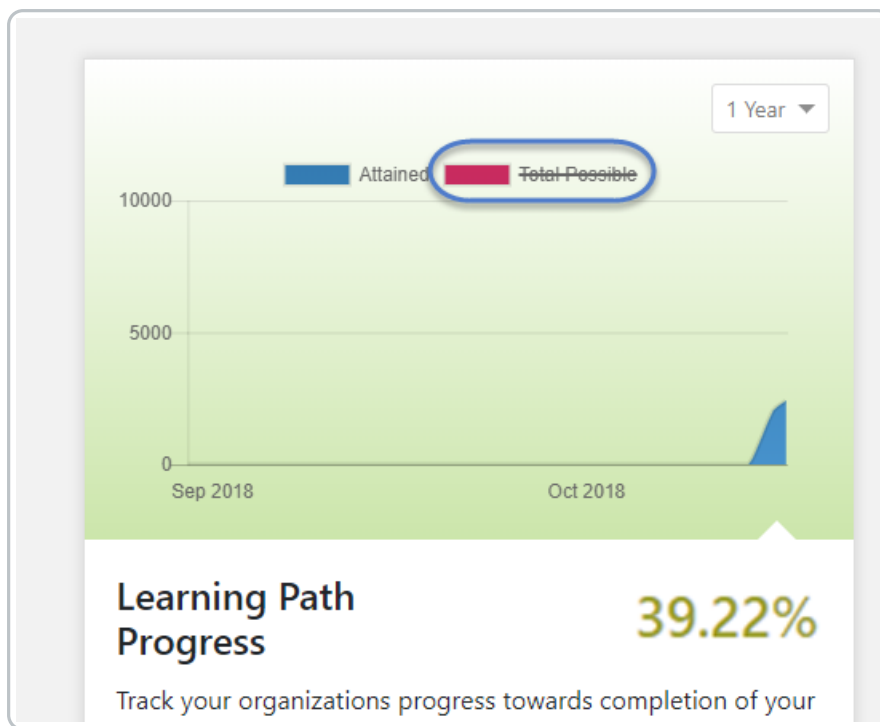 1 Year
Attained Total Possible
10000
5000
0
Sep 2018 Oct 2018
Learning Path
Progress
39.22%
Track your organizations progress towards completion of your